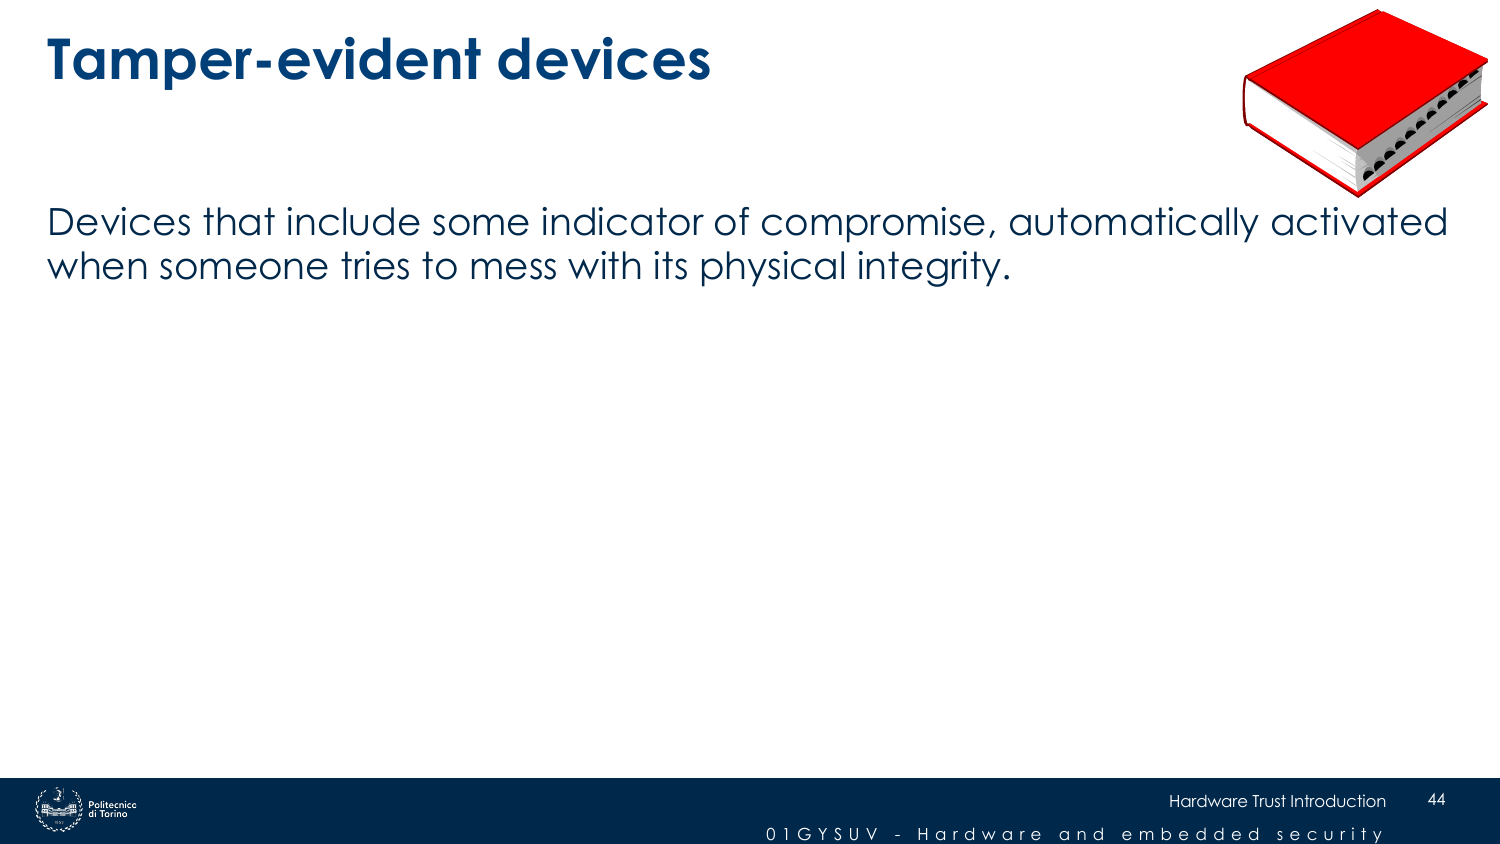 Tamper-evident devices
Devices that include some indicator of compromise, automatically activated
when someone tries to mess with its physical integrity.
Politecnico
di Torino
Hardware Trust Introduction
44
01GYSUV - Hardware and embedded security